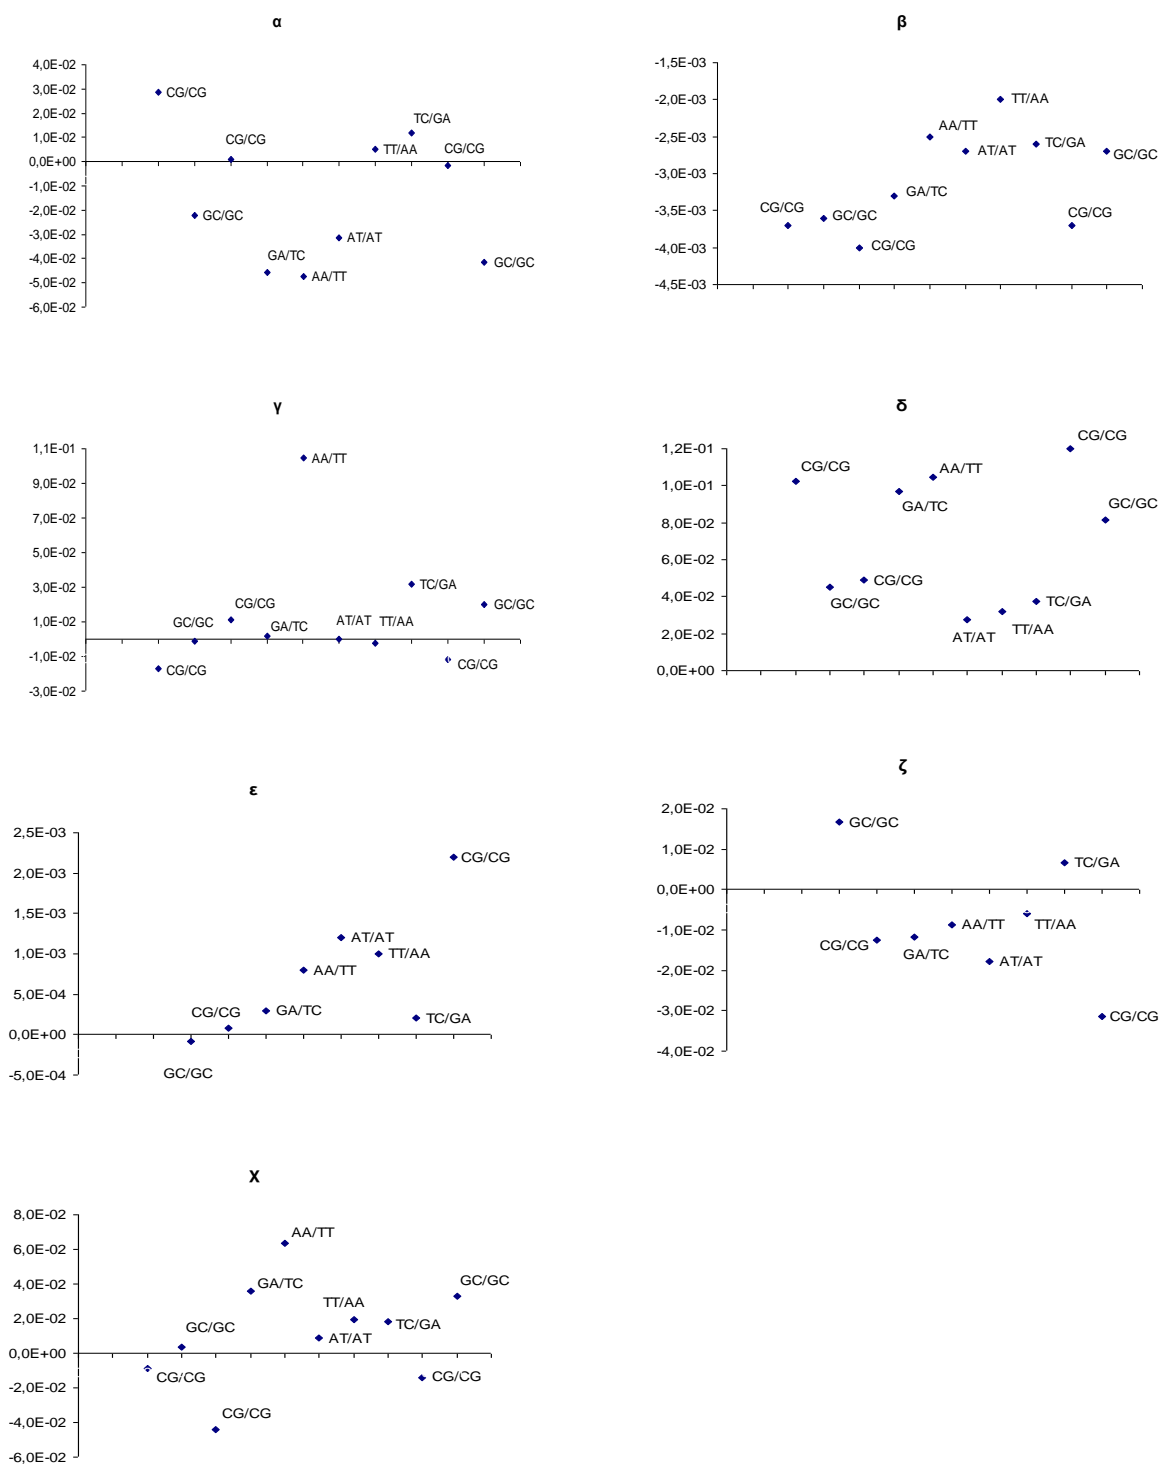 α
4,0E-02
3,0E-02
2,0E-02
1,0E-02
0,0E+00
-1,0E-02
-2,0E-02
-3,0E-02
-4,0E-02
-5,0E-02
-6,0E-02
CG/CG
GC/GC
CG/CG
GA/TC
AA/TT
AT/AT
TT/AA
TC/GA
CG/CG
GC/GC
β
-1,5E-03
-2,0E-03
-2,5E-03
-3,0E-03
-3,5E-03
-4,0E-03
-4,5E-03
CG/CG
GC/GC
CG/CG
GA/TC
AA/TT
AT/AT
TT/AA
TC/GA
CG/CG
GC/GC
γ
1,1E-01
9,0E-02
7,0E-02
5,0E-02
3,0E-02
1,0E-02
-1,0E-02
-3,0E-02
CG/CG
GC/GC
CG/CG
GA/TC
AA/TT
AT/AT
TT/AA
TC/GA
CG/CG
GC/GC
δ
1,2E-01
1,0E-01
8,0E-02
6,0E-02
4,0E-02
2,0E-02
0,0E+00
CG/CG
GC/GC
CG/CG
GA/TC
AA/TT
AT/AT
TT/AA
TC/GA
CG/CG
GC/GC
ε
2,5E-03
2,0E-03
1,5E-03
1,0E-03
5,0E-04
0,0E+00
-5,0E-04
GC/GC
CG/CG
GA/TC
AA/TT
AT/AT
TT/AA
TC/GA
CG/CG
ζ
2,0E-02
1,0E-02
0,0E+00
-1,0E-02
-2,0E-02
-3,0E-02
-4,0E-02
GC/GC
CG/CG
GA/TC
AA/TT
AT/AT
TT/AA
TC/GA
CG/CG
Χ
8,0E-02
6,0E-02
4,0E-02
2,0E-02
0,0E+00
-2,0E-02
-4,0E-02
-6,0E-02
CG/CG
GC/GC
CG/CG
GA/TC
AA/TT
AT/AT
TT/AA
TC/GA
CG/CG
GC/GC